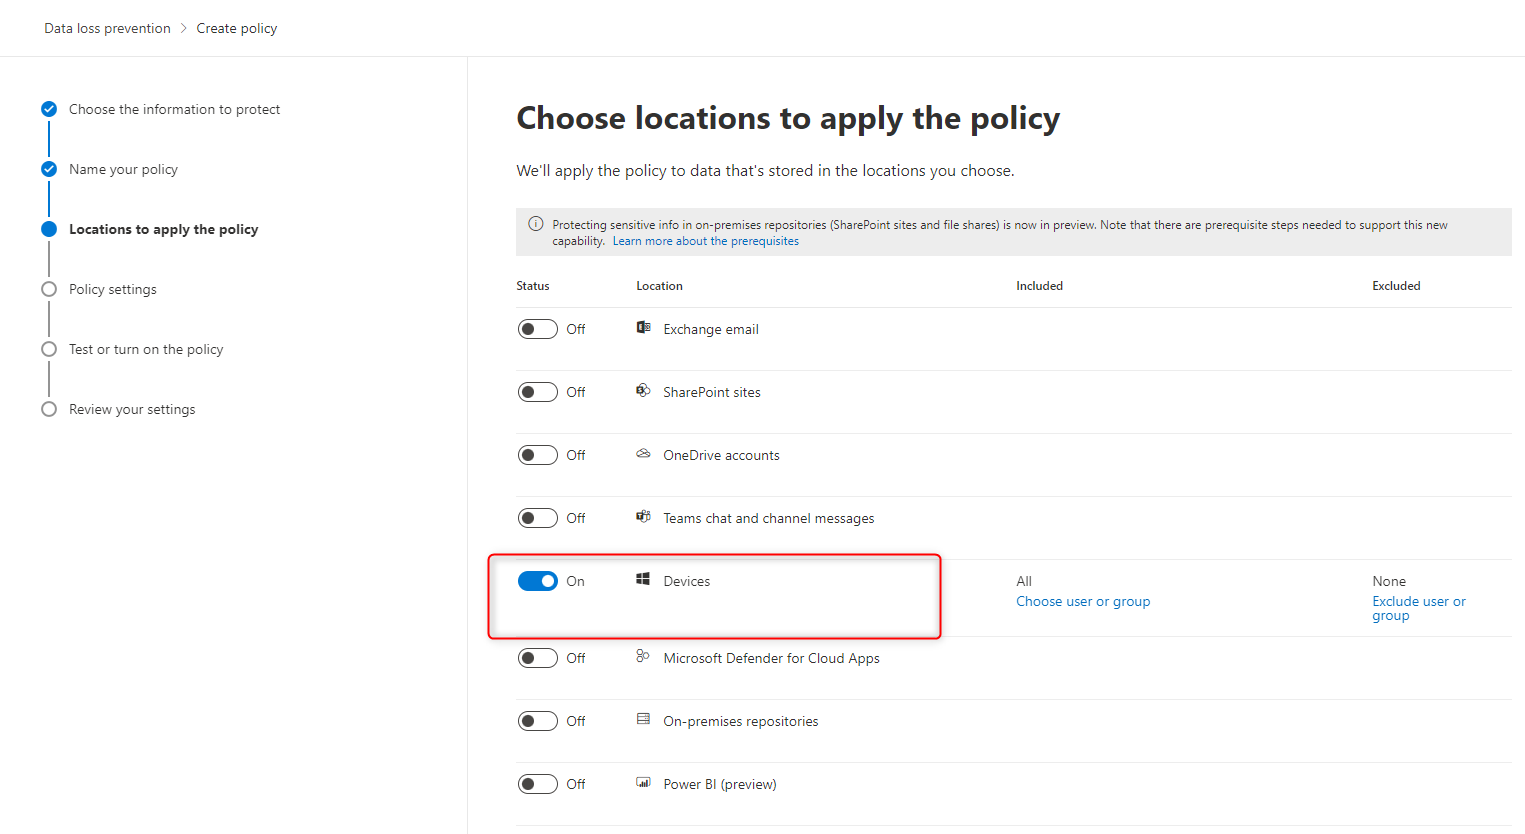 Data loss prevention > Create policy
Choose the information to protect
Name your policy
Locations to apply the policy
Policy settings
Test or turn on the policy
Review your settings
Choose locations to apply the policy
We'll apply the policy to data that's stored in the locations you choose.
Protecting sensitive info in on-premises repositories (SharePoint sites and file shares) is now in preview. Note that there are prerequisite steps needed to support this new
capability. Learn more about the prerequisites
Status Location Included Excluded
Off Exchange email
Off SharePoint sites
Off OneDrive accounts
Off Teams chat and channel messages
On Devices All None
Choose user or group Exclude user or
group
Off Microsoft Defender for Cloud Apps
Off On-premises repositories
Off Power BI (preview)